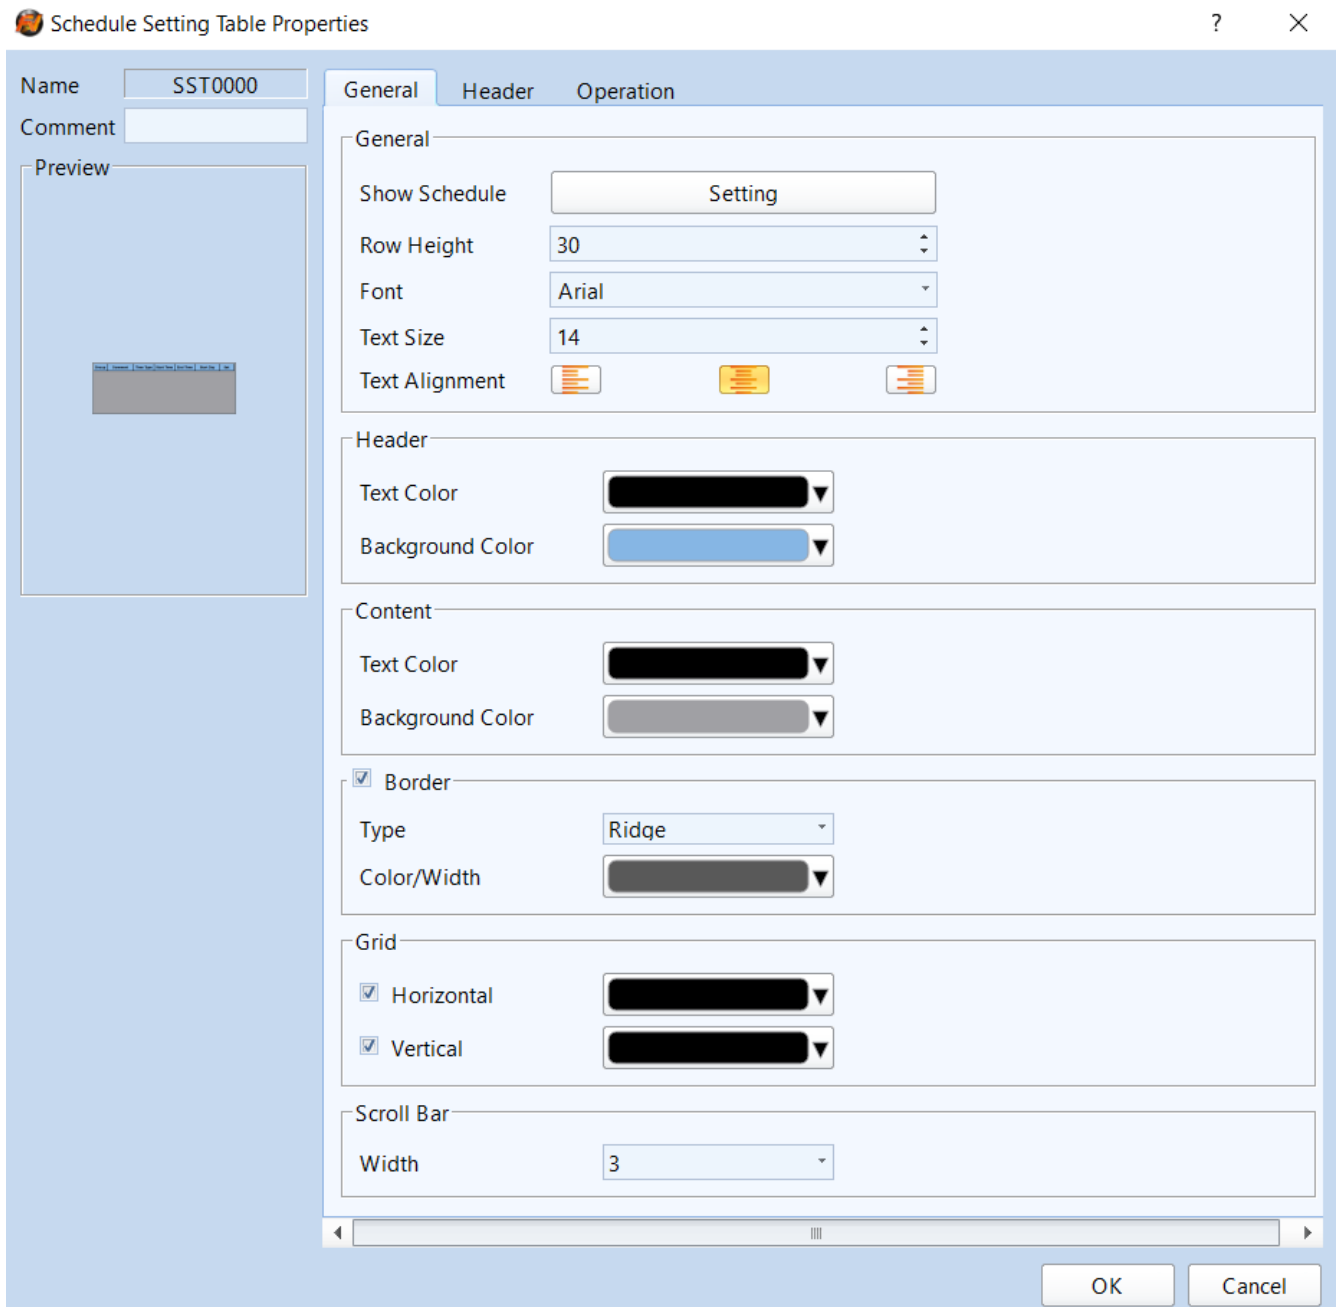 Schedule Setting Table Properties
?
Name SST0000
Comment
Preview
General Header Operation
General
Show Schedule Setting
Row Height 30
Font Arial
Text Size 14
Text Alignment
Header
Text Color
Background Color
Content
Text Color
Background Color
Border
Type Ridge
Color/Width
Grid
Horizontal
Vertical
Scroll Bar
Width 3
OK Cancel